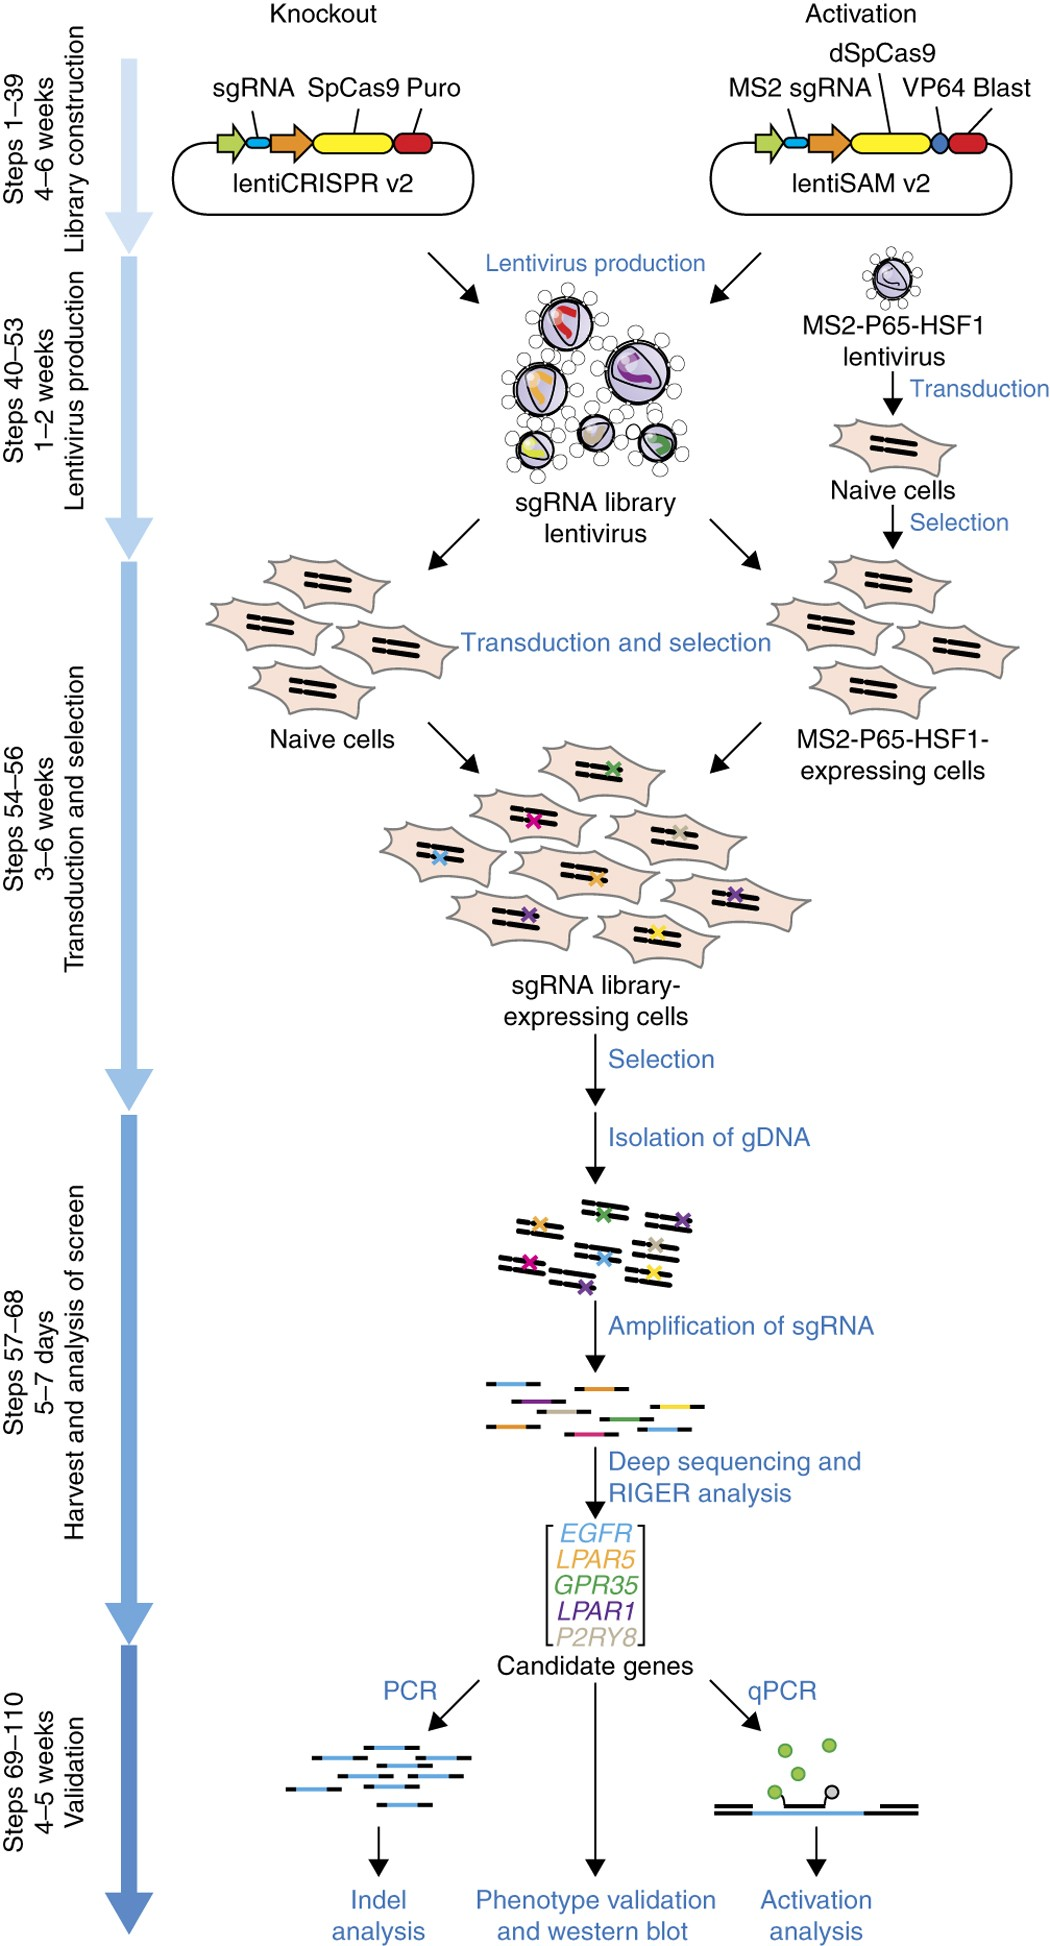 Knockout
Activation
sgRNA SpCas9 Puro
lentiCRISPR v2
dSpCas9
MS2 sgRNA VP64 Blast
lentiSAM v2
Steps 1–39
4–6 weeks
Library construction
Lentivirus production
sgRNA library
lentivirus
MS2-P65-HSF1
lentivirus
Transduction
Naive cells
Selection
Steps 40–53
1–2 weeks
Lentivirus production
Transduction and selection
Naive cells
MS2-P65-HSF1-
expressing cells
sgRNA library-
expressing cells
Steps 54–56
3–6 weeks
Transduction and selection
Selection
Isolation of gDNA
Amplification of sgRNA
Deep sequencing and
RIGER analysis
EGFR
LPAR5
GPR35
LPAR1
P2RY8
Candidate genes
Steps 57–68
5–7 days
Harvest and analysis of screen
PCR
qPCR
Steps 69–110
4–5 weeks
Validation
Indel
analysis
Phenotype validation
and western blot
Activation
analysis